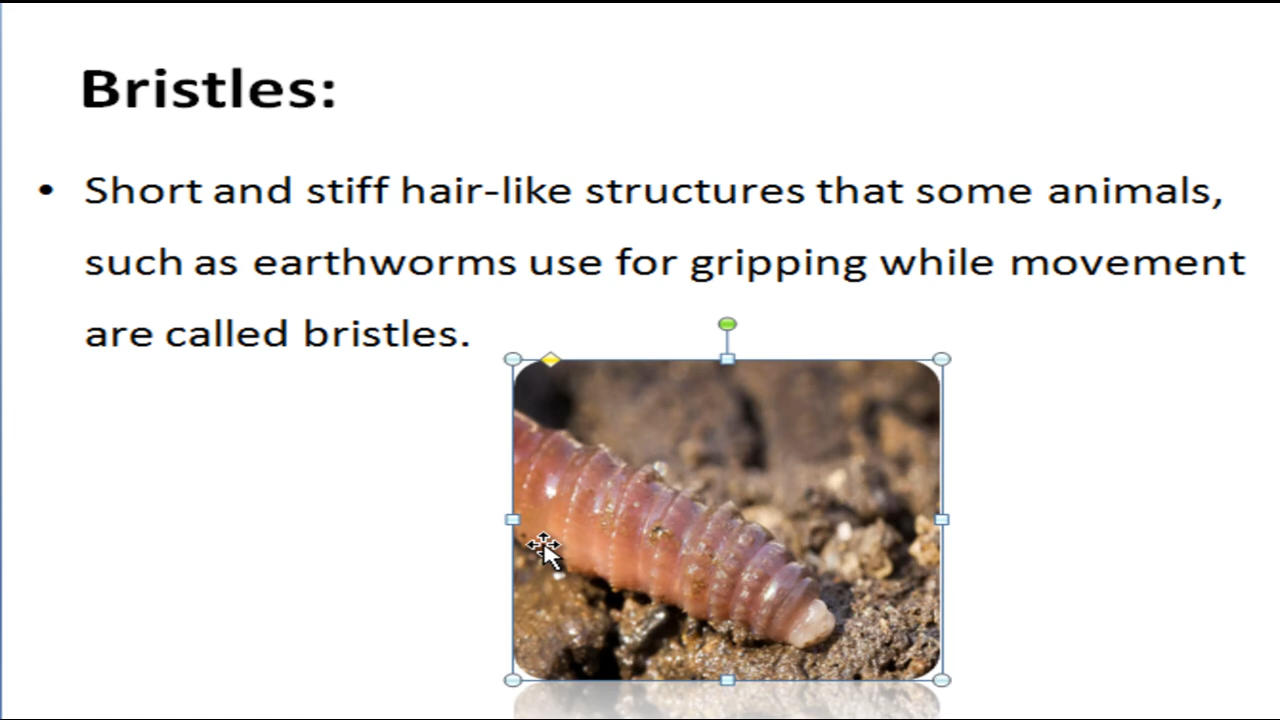 Bristles:
• Short and stiff hair-like structures that some animals,
such as earthworms use for gripping while movement
are called bristles.